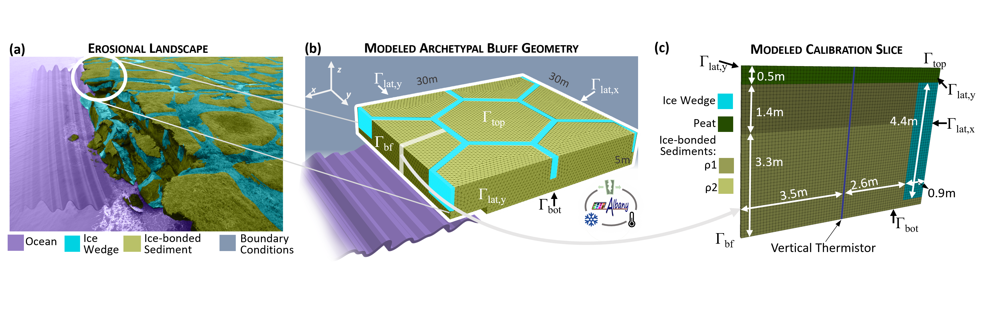 (a)
EROSIONAL LANDSCAPE
Ocean
Ice
Wedge
Ice-bonded
Sediment
Boundary
Conditions
(b)
MODELED ARCHETYPAL BLUFF GEOMETRY
z
x
y
Γlat,y
30m
30m
Γlat,x
Γtop
Γbf
5m
Γlat,y
Γbot
Albany
(c)
MODELED CALIBRATION SLICE
Γlat,y
Γtop
0.5m
Γlat,y
Ice Wedge
1.4m
4.4m
Γlat,x
Peat
Ice-bonded
Sediments:
ρ1
3.3m
ρ2
2.6m
3.5m
0.9m
Γbot
Γbf
Vertical Thermistor